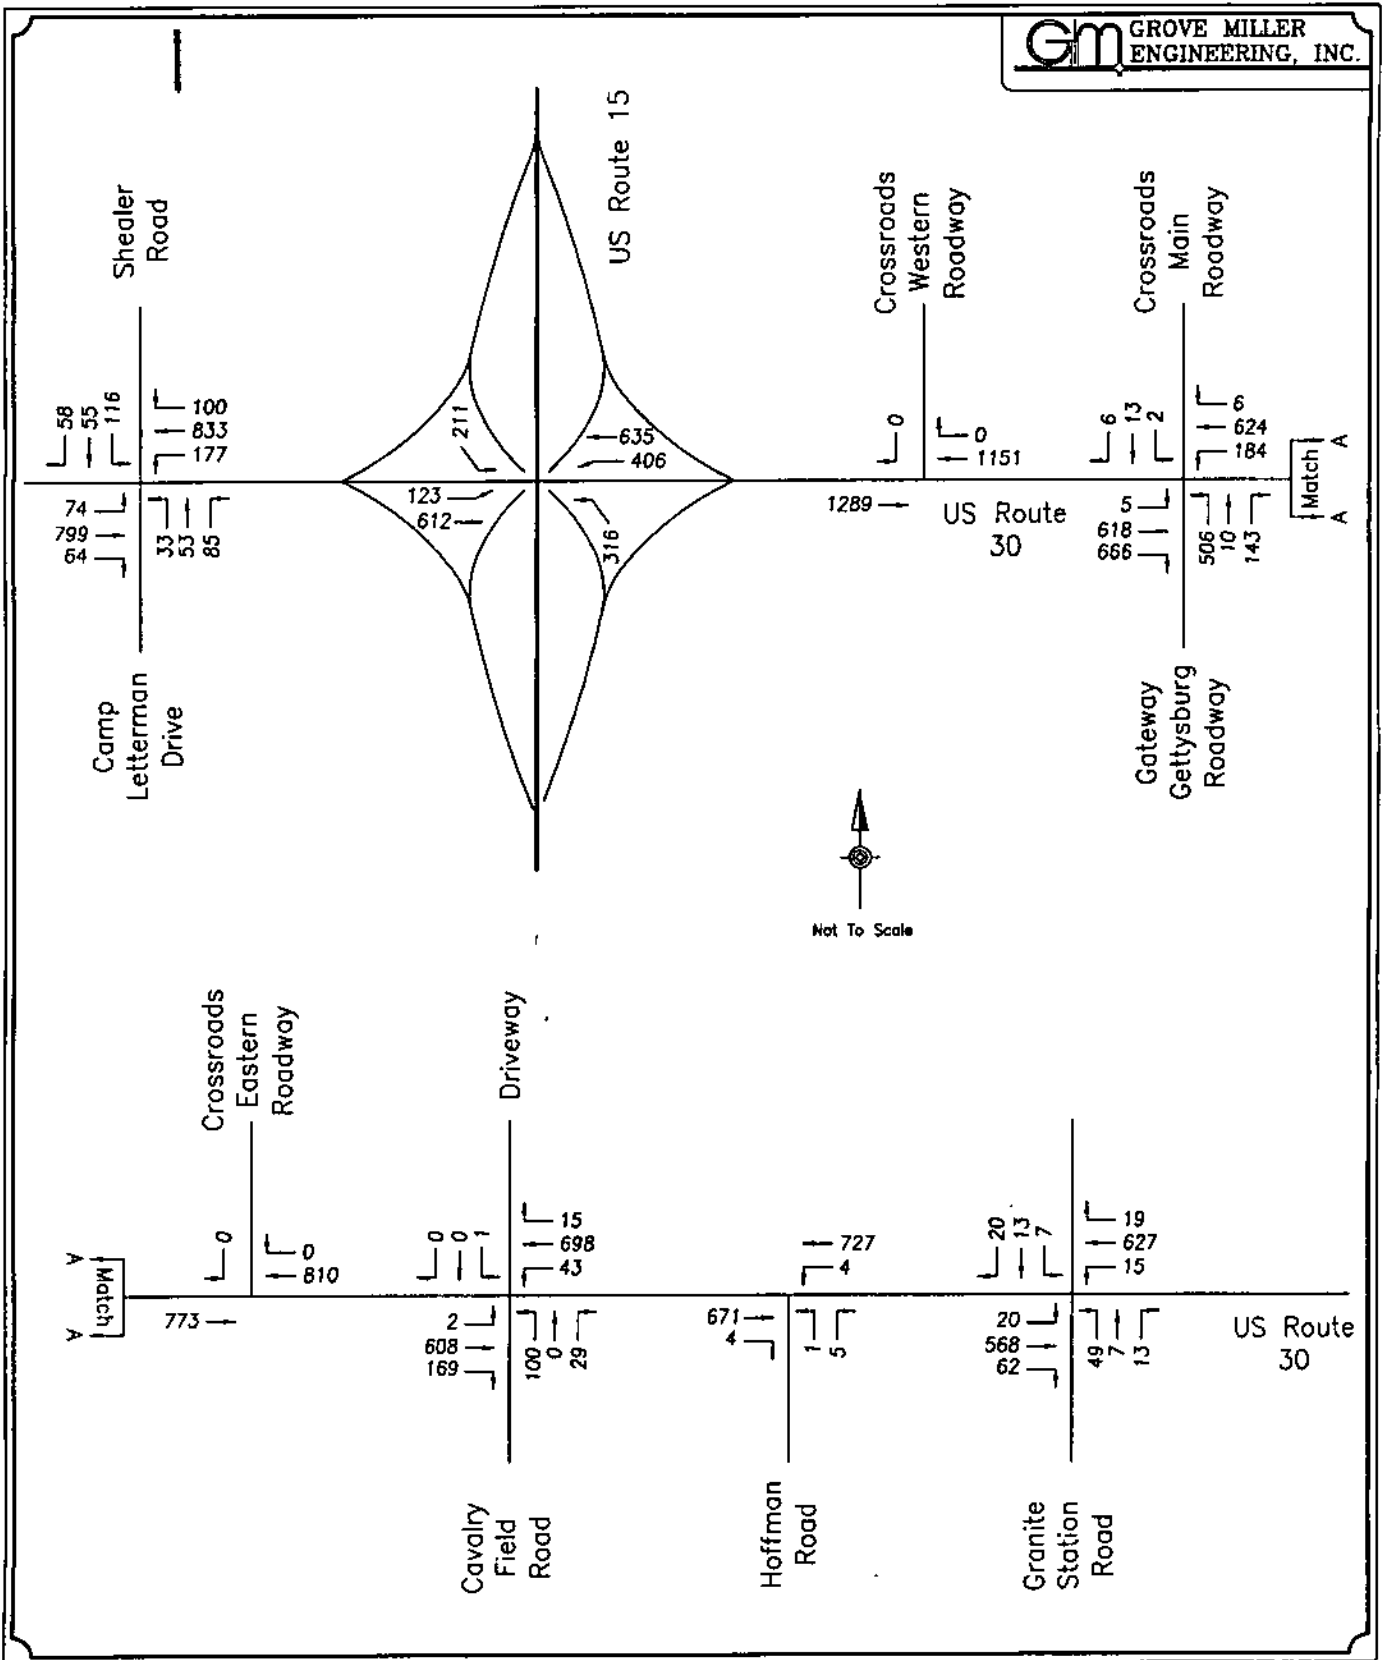 GROVE MILLER
ENGINEERING, INC.
Shealer
Road
58
55
116
100
833
177
74
799
64
33
53
85
Camp
Letterman
Drive
US Route 15
211
635
406
123
612
316
Crossroads
Western
Roadway
0
0
1151
1289
US Route
30
Crossroads
Main
Roadway
6
13
2
6
624
184
5
618
666
506
10
143
A
Match
A
Gateway
Gettysburg
Roadway
Not To Scale
Crossroads
Eastern
Roadway
0
0
810
A
Match
A
773
Driveway
0
0
1
15
698
43
2
608
169
100
0
29
Cavalry
Field
Road
727
4
671
4
1
5
Hoffman
Road
20
13
7
19
627
15
20
568
62
49
7
13
US Route
30
Granite
Station
Road